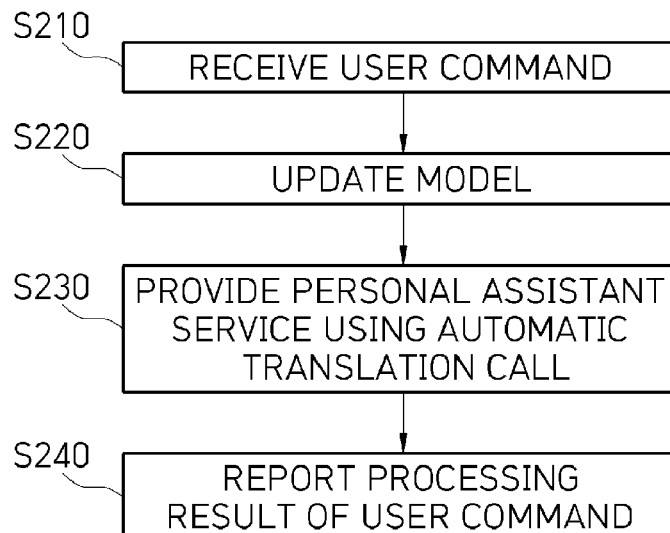 S210
RECEIVE USER COMMAND
S220
UPDATE MODEL
S230
PROVIDE PERSONAL ASSISTANT
SERVICE USING AUTOMATIC
TRANSLATION CALL
S240
REPORT PROCESSING
RESULT OF USER COMMAND